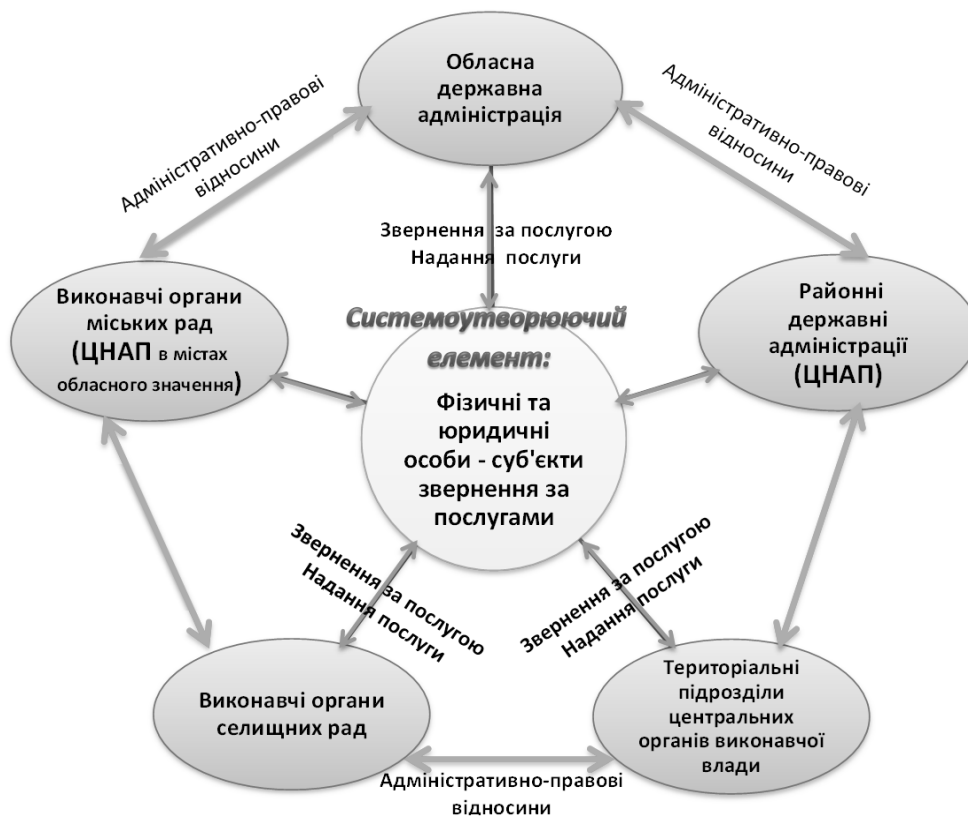 Обласна
державна
адміністрація
Адміністративно-правові
відносини
Адміністративно-правові
відносини
Звернення за послугою
Надання послуги
Виконавчі органи
міських рад
(ЦНАП в містах
обласного значення)
Районні
державні
адміністрації
(ЦНАП)
Системоутворюючий
елемент:
Фізичні та
юридичні
особи - суб'єкти
звернення за
послугами
Звернення за послугою
Надання послуги
Звернення за послугою
Надання послуги
Виконавчі органи
селищних рад
Територіальні
підрозділи
центральних
органів виконавчої
влади
Адміністративно-правові
відносини